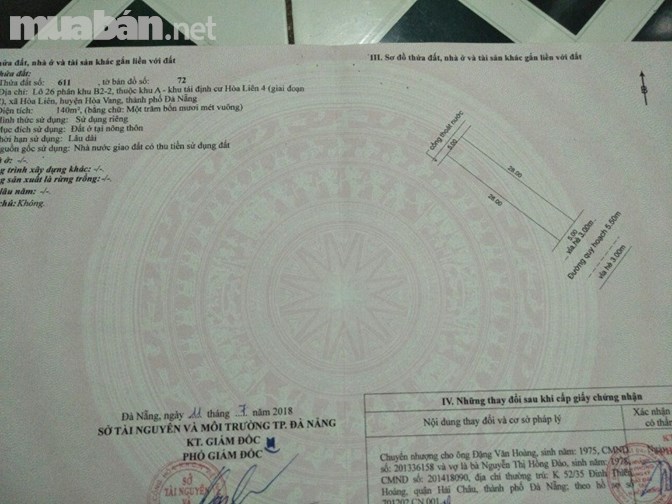 muabán.net
thửa đất, nhà ở và tài sản khác gắn liền với đất
thửa đất:
Thửa đất số: 611 , tờ bản đồ số: 72
Địa chỉ: Lô 26 phân khu B2-2, thuộc khu A - khu tái định cư Hòa Liên 4 (giai đoạn
), xã Hòa Liên, huyện Hòa Vang, thành phố Đà Nẵng
Diện tích: 140m², (bằng chữ: Một trăm bốn mươi mét vuông)
Hình thức sử dụng: Sử dụng riêng
Mục đích sử dụng: Đất ở tại nông thôn
Thời hạn sử dụng: Lâu dài
Nguồn gốc sử dụng: Nhà nước giao đất có thu tiền sử dụng đất
ở: -/-
trình xây dựng khác: -/-
sản xuất là rừng trồng: -/-
lâu năm: -/-
chú: Không.
III. Sơ đồ thửa đất, nhà ở và tài sản khác gắn liền với đất
cống thoát nước
5.00
28.00
28.00
5.00
vỉa hè 3.00m
Đường quy hoạch 5.50m
vỉa hè 3.00m
Đà Nẵng, ngày 11 tháng 7 năm 2018
SỞ TÀI NGUYÊN VÀ MÔI TRƯỜNG TP. ĐÀ NẴNG
KT. GIÁM ĐỐC
PHÓ GIÁM ĐỐC
SỞ
TÀI NGUYÊN
IV. Những thay đổi sau khi cấp giấy chứng nhận
Nội dung thay đổi và cơ sở pháp lý
Xác nhận
có thẩm
Chuyển nhượng cho ông Đặng Văn Hoàng, sinh năm: 1975, CMND
số: 201336158 và vợ là bà Nguyễn Thị Hồng Đào, sinh năm: 1978,
CMND số: 201418090, địa chỉ thường trú: K 52/35 Đinh Tiên
Hoàng, quận Hải Châu, thành phố Đà Nẵng; theo hồ sơ số